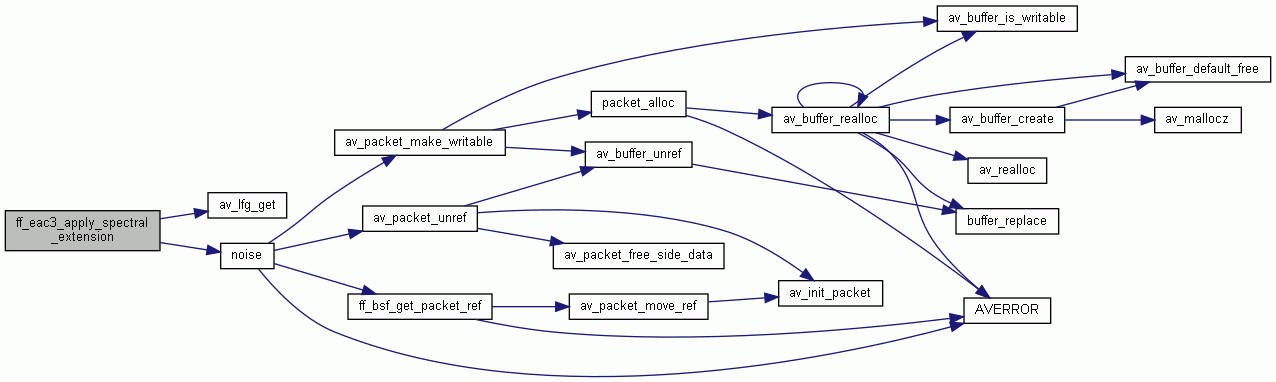 ff_eac3_apply_spectral
_extension
av_lfg_get
noise
av_packet_make_writable
av_packet_unref
ff_bsf_get_packet_ref
packet_alloc
av_buffer_unref
av_packet_free_side_data
av_packet_move_ref
av_buffer_realloc
av_init_packet
av_buffer_is_writable
av_buffer_create
av_realloc
buffer_replace
AVERROR
av_buffer_default_free
av_mallocz